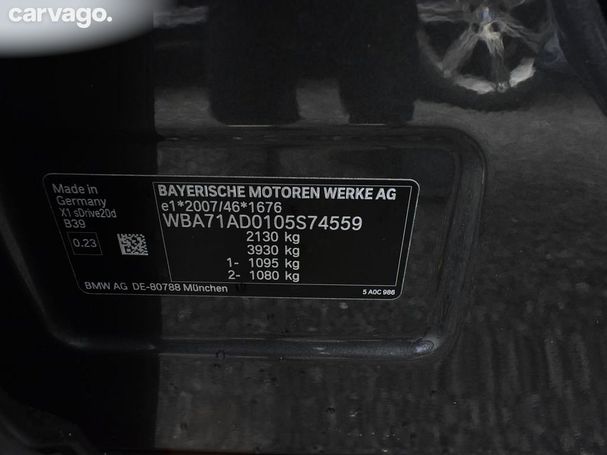 carvago.
Made in
Germany
X1 sDrive20d
B39
0.23
BAYERISCHE MOTOREN WERKE AG
e1*2007/46*1676
WBA71AD0105S74559
2130 kg
3930 kg
1- 1095 kg
2- 1080 kg
BMW AG DE-80788 München
5 A0C 986